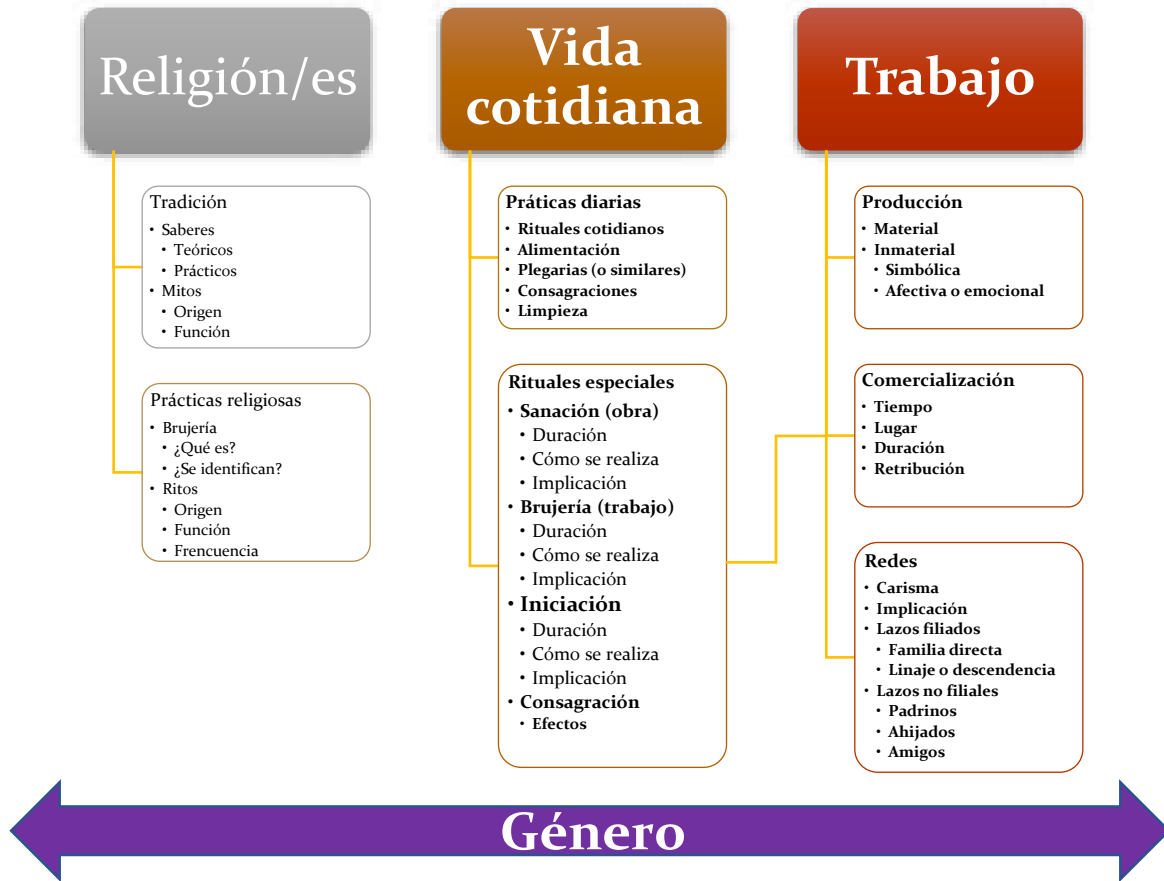 Religión/es
Tradición
• Saberes
• Teóricos
• Prácticos
• Mitos
• Origen
• Función
Prácticas religiosas
• Brujería
• ¿Qué es?
• ¿Se identifican?
• Ritos
• Origen
• Función
• Frencuencia
Vida
cotidiana
Práticas diarias
• Rituales cotidianos
• Alimentación
• Plegarias (o similares)
• Consagraciones
• Limpieza
Rituales especiales
• Sanación (obra)
• Duración
• Cómo se realiza
• Implicación
• Brujería (trabajo)
• Duración
• Cómo se realiza
• Implicación
• Iniciación
• Duración
• Cómo se realiza
• Implicación
• Consagración
• Efectos
Trabajo
Producción
• Material
• Inmaterial
• Simbólica
• Afectiva o emocional
Comercialización
• Tiempo
• Lugar
• Duración
• Retribución
Redes
• Carisma
• Implicación
• Lazos filiados
• Familia directa
• Linaje o descendencia
• Lazos no filiales
• Padrinos
• Ahijados
• Amigos
Género